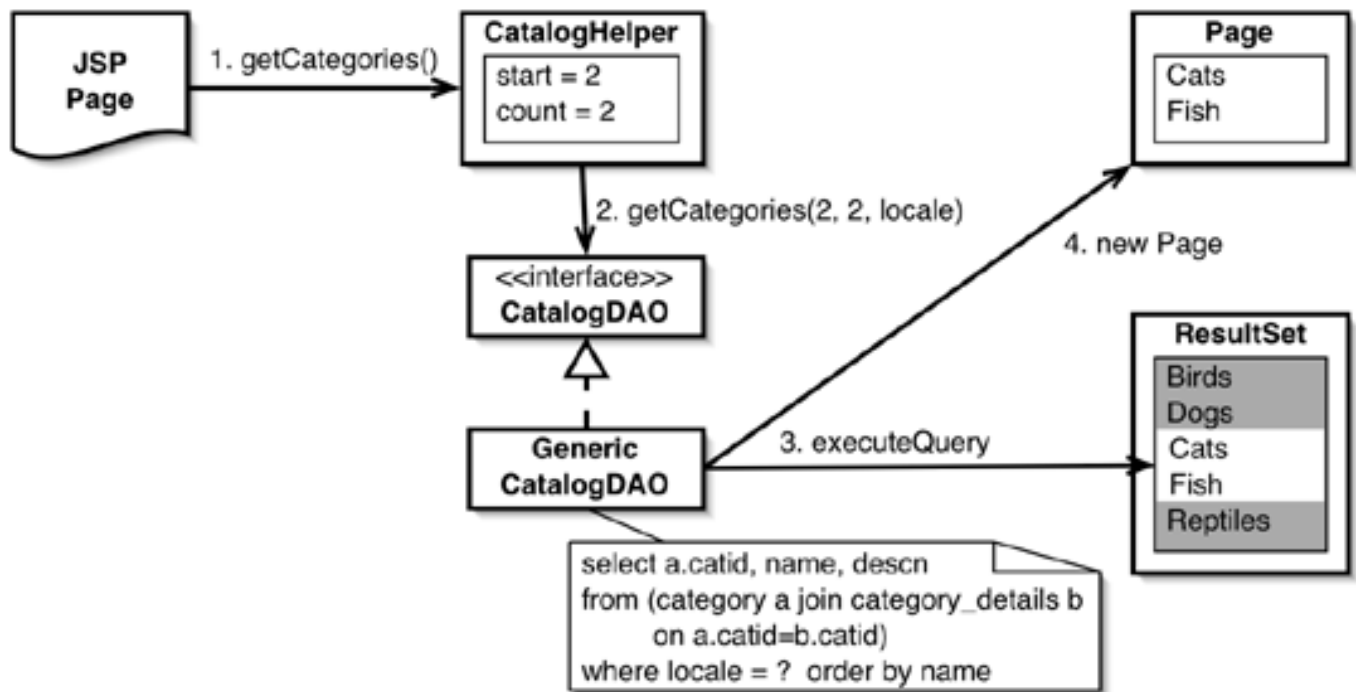 JSP
Page
1. getCategories()
CatalogHelper
start = 2
count = 2
Page
Cats
Fish
2. getCategories(2, 2, locale)
4. new Page
<<interface>>
CatalogDAO
ResultSet
Birds
Dogs
Cats
Fish
Reptiles
3. executeQuery
Generic
CatalogDAO
select a.catid, name, descn
from (category a join category_details b
on a.catid=b.catid)
where locale = ? order by name